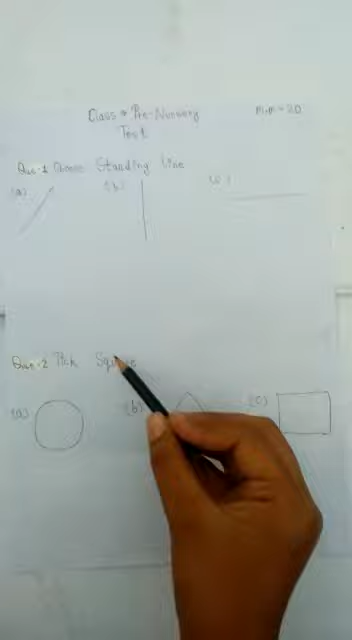 Class = Pre-Nursery M.M = 20
Test
Que-1 Choose Standing Line
(a) (b) (c)
Que-2 Pick Square
(a) (b) (c)